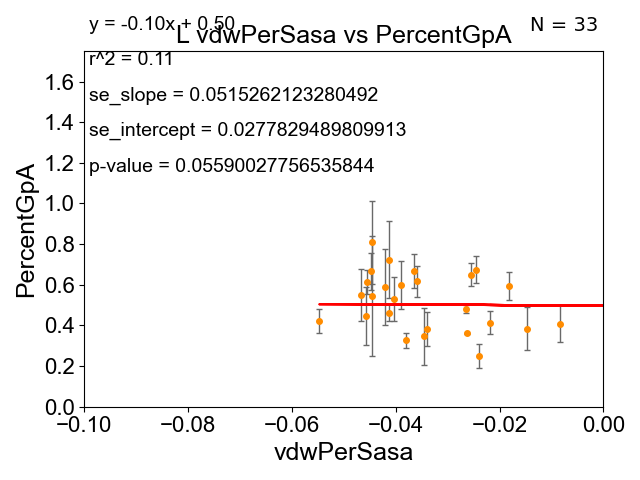 y = -0.10x + 0.50
N = 33
L vdwPerSasa vs PercentGpA
r^2 = 0.11
se_slope = 0.0515262123280492
se_intercept = 0.0277829489809913
p-value = 0.05590027756535844
PercentGpA
1.6
1.4
1.2
1.0
0.8
0.6
0.4
0.2
0.0
−0.10
−0.08
−0.06
−0.04
−0.02
0.00
vdwPerSasa